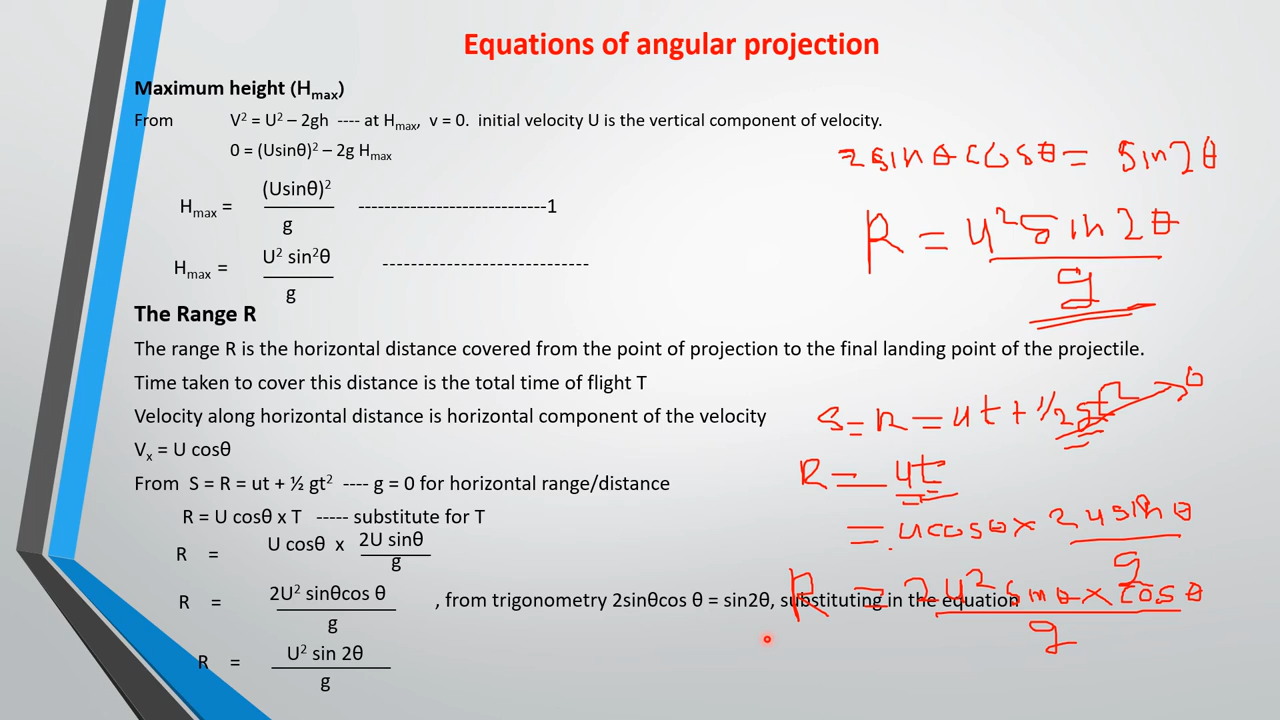 Equations of angular projection
Maximum height (Hmax)
From V² = U² – 2gh ---- at Hmax, v = 0. initial velocity U is the vertical component of velocity.
0 = (Usinθ)² – 2g Hmax
Hmax = (Usinθ)² / g ----------------------------1
Hmax = U² sin²θ / g -----------------------------
The Range R
The range R is the horizontal distance covered from the point of projection to the final landing point of the projectile.
Time taken to cover this distance is the total time of flight T
Velocity along horizontal distance is horizontal component of the velocity
Vx = U cosθ
From S = R = ut + ½ gt² ---- g = 0 for horizontal range/distance
R = U cosθ x T ----- substitute for T
R = U cosθ x 2U sinθ / g
R = 2U² sinθcos θ / g , from trigonometry 2sinθcos θ = sin2θ, substituting in the equation
R = U² sin 2θ / g
2sinθcosθ = sin2θ
R = u² sin2θ / g
S = R = ut + 1/2 gt² 0
R = ut
= ucosθ x 2usinθ / g
R = 2u² sinθ x cosθ / g